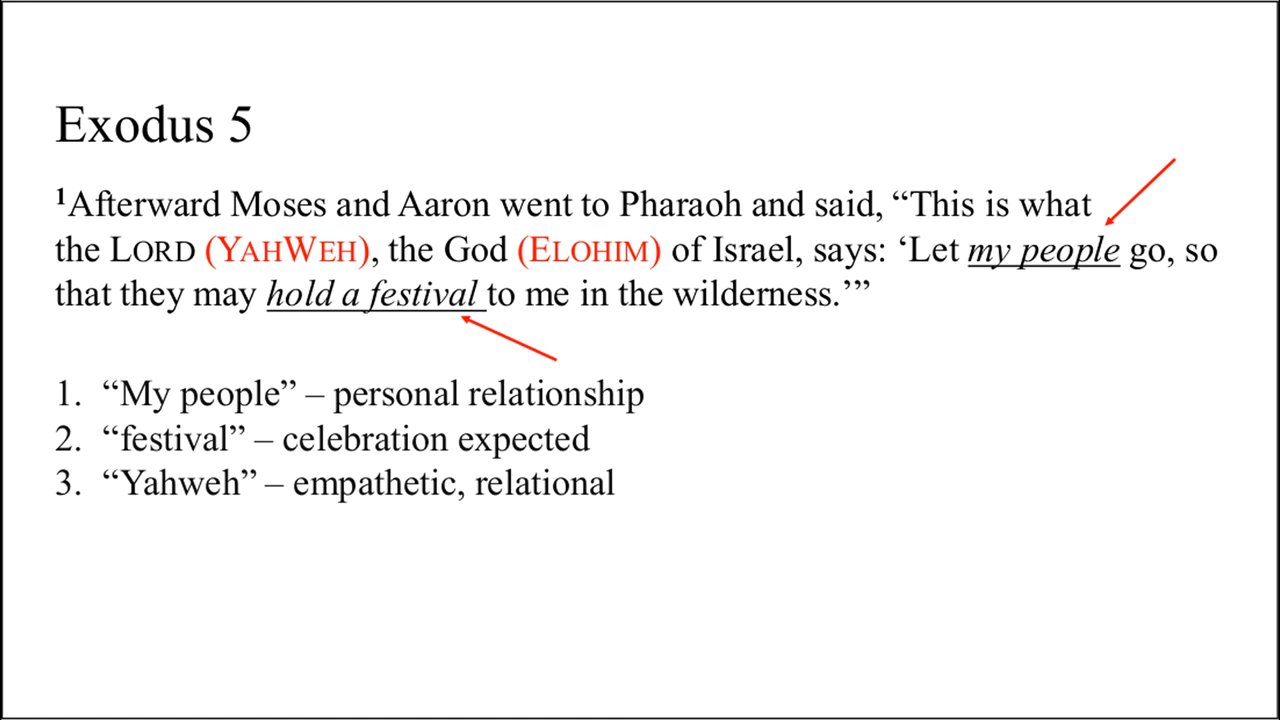 Exodus 5
¹Afterward Moses and Aaron went to Pharaoh and said, “This is what
the LORD (YAHWEH), the God (ELOHIM) of Israel, says: ‘Let my people go, so
that they may hold a festival to me in the wilderness.’”
1. “My people” – personal relationship
2. “festival” – celebration expected
3. “Yahweh” – empathetic, relational